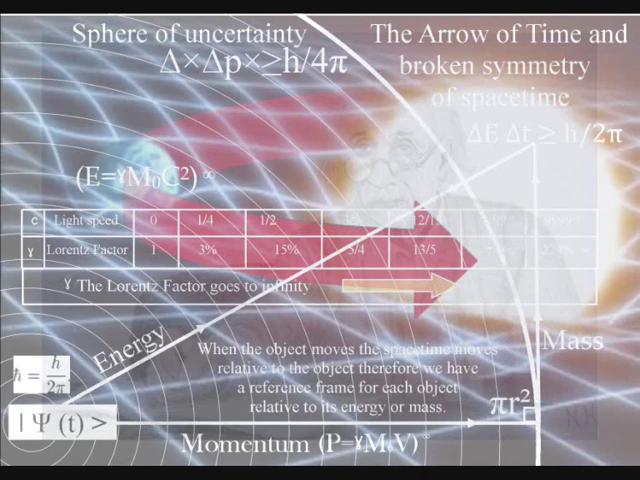 Sphere of uncertainty
Δ×Δp×≥h/4π
The Arrow of Time and
broken symmetry
of spacetime
ΔE Δt ≥ h/2π
(E=ɣM₀C²) ∞
c Light speed 0 1/4 1/2
ɣ Lorentz Factor 1 3% 15% 5/4 13/5
ɣ The Lorentz Factor goes to infinity
Energy
Mass
When the object moves the spacetime moves
relative to the object therefore we have
a reference frame for each object
relative to its energy or mass.
ħ = h/2π
πr²
| Ψ (t) >
Momentum (P=ɣM₀V) ∞